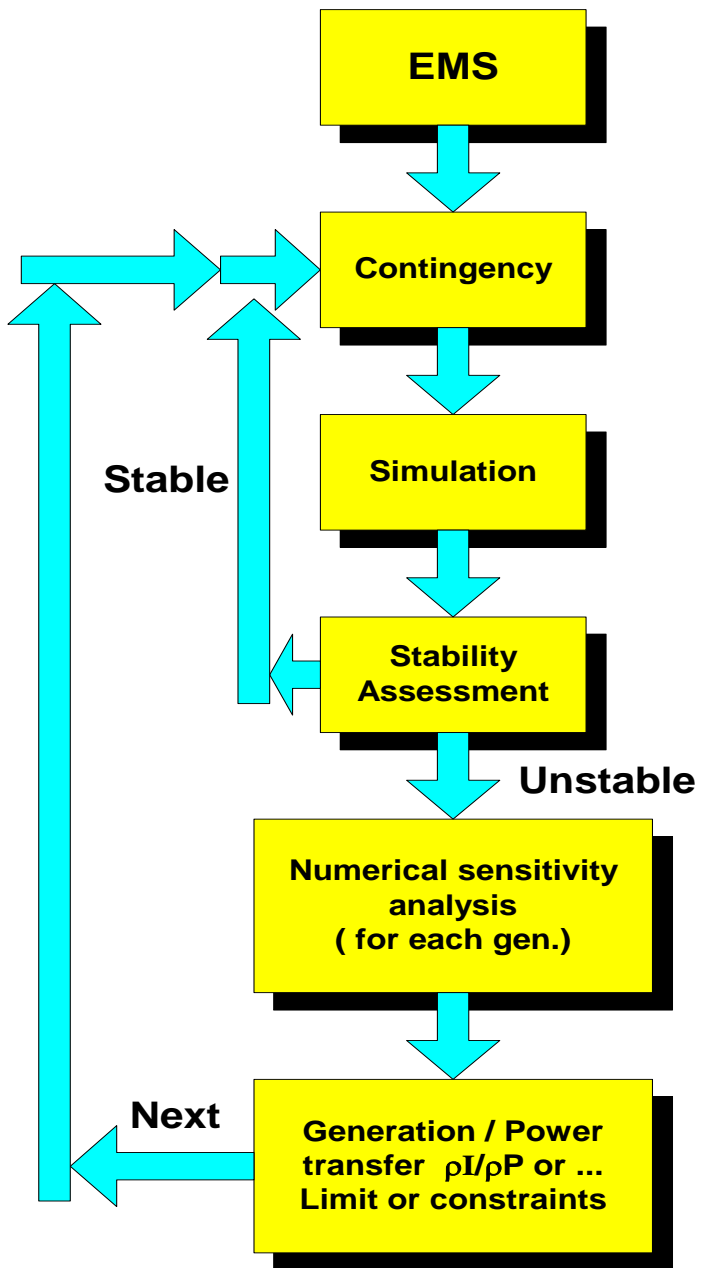 EMS
Contingency
Simulation
Stable
Stability
Assessment
Unstable
Numerical sensitivity
analysis
( for each gen.)
Next
Generation / Power
transfer ρI/ρP or ...
Limit or constraints